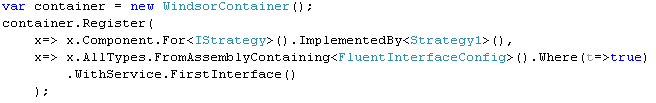 var container = new WindsorContainer();
container.Register(
x=> x.Component.For<IStrategy>().ImplementedBy<Strategy1>(),
x=> x.AllTypes.FromAssemblyContaining<FluentInterfaceConfig>().Where(t=>true)
.WithService.FirstInterface()
);